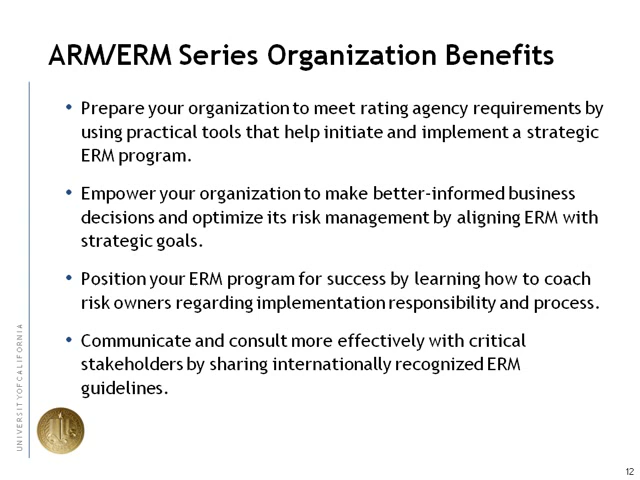 ARM/ERM Series Organization Benefits
• Prepare your organization to meet rating agency requirements by
using practical tools that help initiate and implement a strategic
ERM program.
• Empower your organization to make better-informed business
decisions and optimize its risk management by aligning ERM with
strategic goals.
• Position your ERM program for success by learning how to coach
risk owners regarding implementation responsibility and process.
• Communicate and consult more effectively with critical
stakeholders by sharing internationally recognized ERM
guidelines.
UNIVERSITY OF CALIFORNIA
12